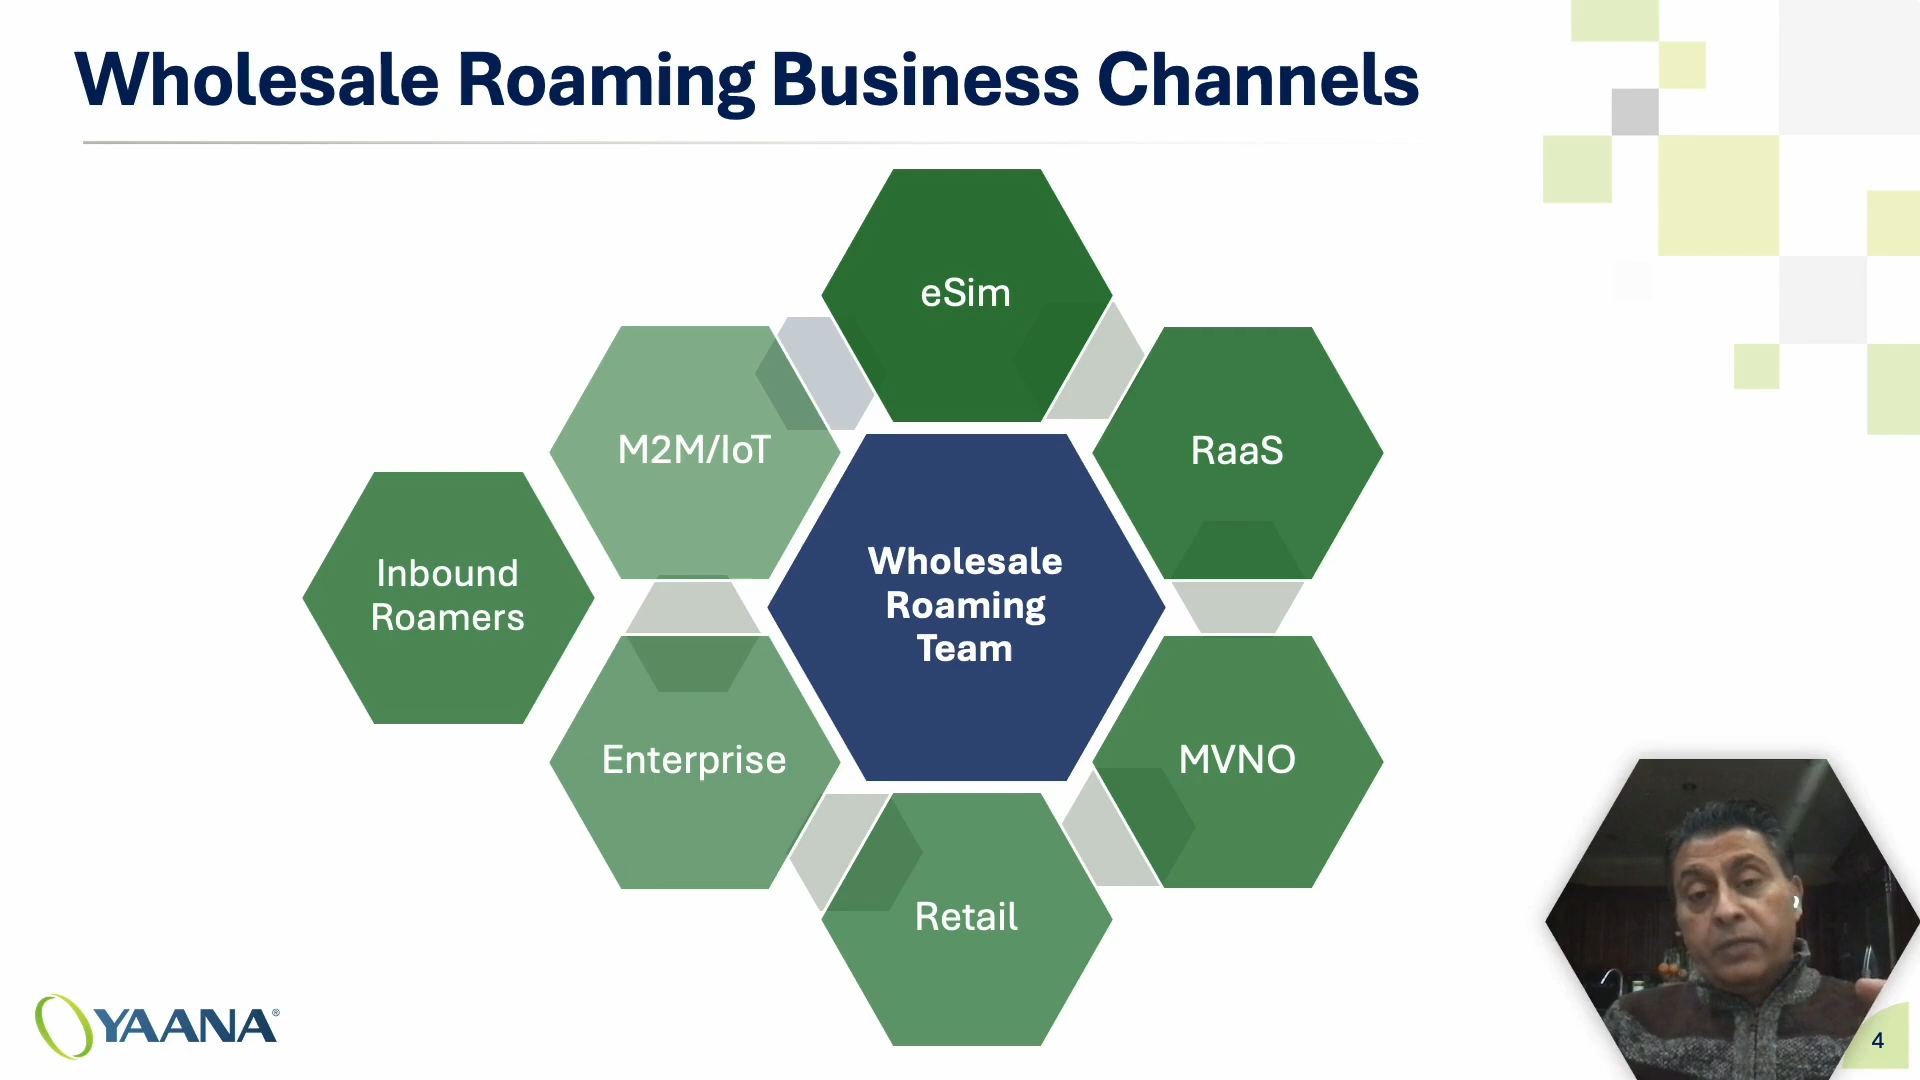 Wholesale Roaming Business Channels
eSim
M2M/IoT
RaaS
Inbound
Roamers
Wholesale
Roaming
Team
Enterprise
MVNO
Retail
YAANA®
4